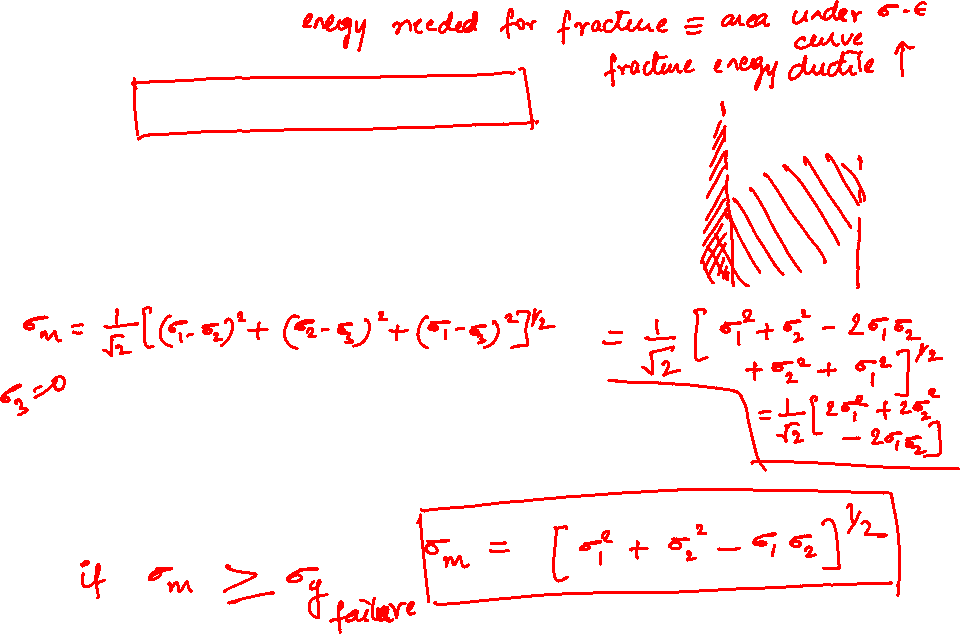 energy needed for fracture ≡ area under σ-ε curve
fracture energy ductile ↑
σm = 1/√2 [(σ1-σ2)² + (σ2-σ3)² + (σ1-σ3)²]^1/2 = 1/√2 [σ1² + σ2² - 2σ1σ2 + σ2² + σ1²]^1/2
σ3=0
= 1/√2 [2σ1² + 2σ2² - 2σ1σ2]
σm = [σ1² + σ2² - σ1σ2]^1/2
if σm ≥ σy failure